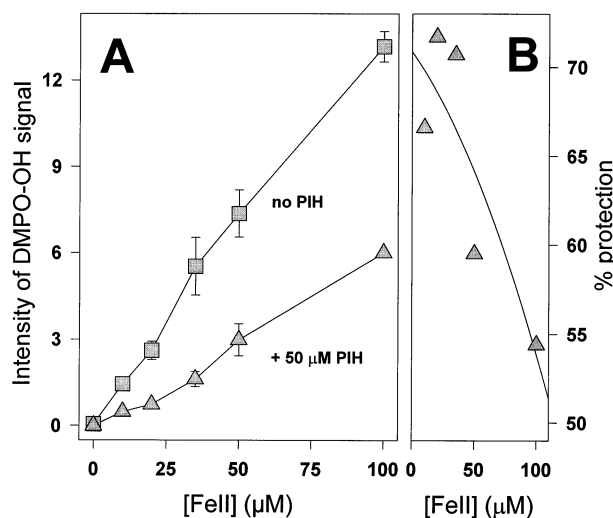 A
B
Intensity of DMPO-OH signal
12
9
6
3
0
no PIH
+ 50 µM PIH
0
25
50
75
100
[FeII] (µM)
70
65
60
55
50
% protection
0
50
100
[FeII] (µM)